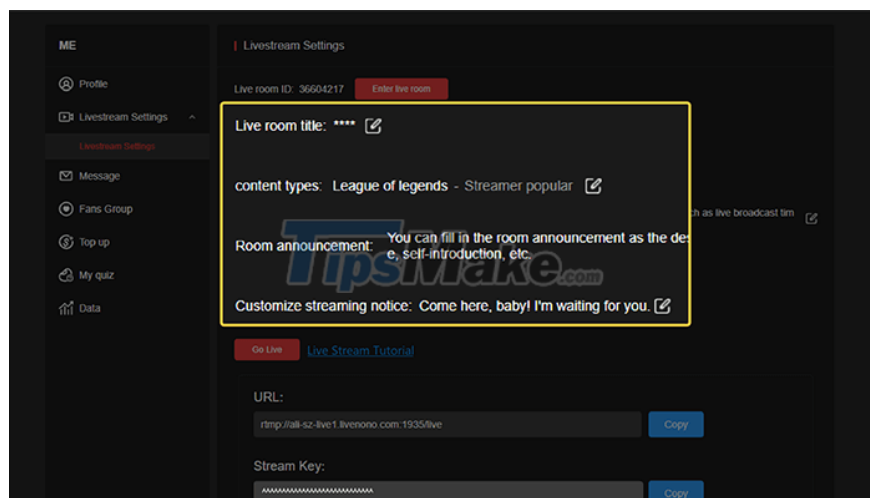 ME
Livestream Settings
Profile
Live room ID: 36604217
Enter live room
Livestream Settings
Live room title: ****
Livestream Settings
Message
content types: League of legends - Streamer popular
Fans Group
ch as live broadcast tim
Top up
Room announcement:
You can fill in the room announcement as the des
e, self-introduction, etc.
TipsMake.com
My quiz
Data
Customize streaming notice: Come here, baby! I'm waiting for you.
Go Live
Live Stream Tutorial
URL:
rtmp://ali-sz-live1.livenono.com:1935/live
Copy
Stream Key:
Copy